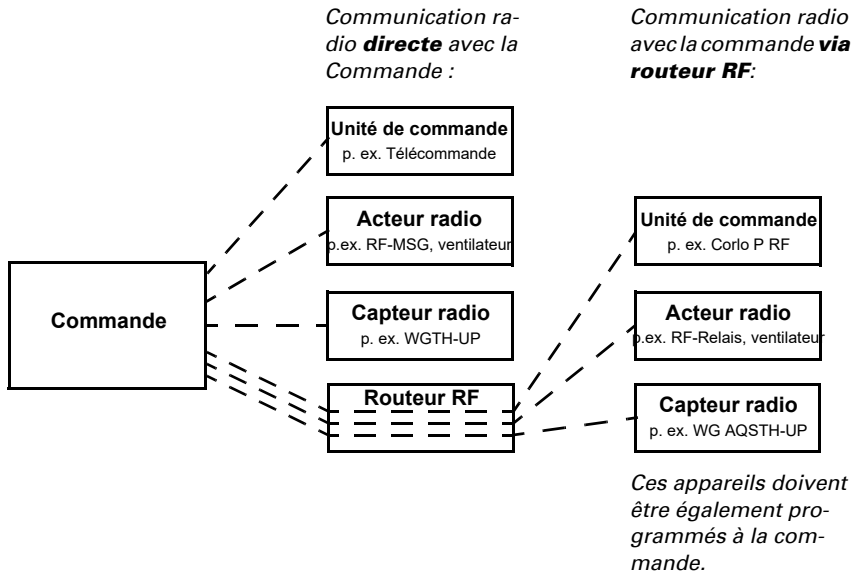 Communication ra-
dio directe avec la
Commande :
Communication radio
avec la commande via
routeur RF:
Unité de commande
p. ex. Télécommande
Acteur radio
p.ex. RF-MSG, ventilateur
Unité de commande
p. ex. Corlo P RF
Commande
Capteur radio
p. ex. WGTH-UP
Acteur radio
p.ex. RF-Relais, ventilateur
Routeur RF
Capteur radio
p. ex. WG AQSTH-UP
Ces appareils doivent
être également pro-
grammés à la com-
mande.